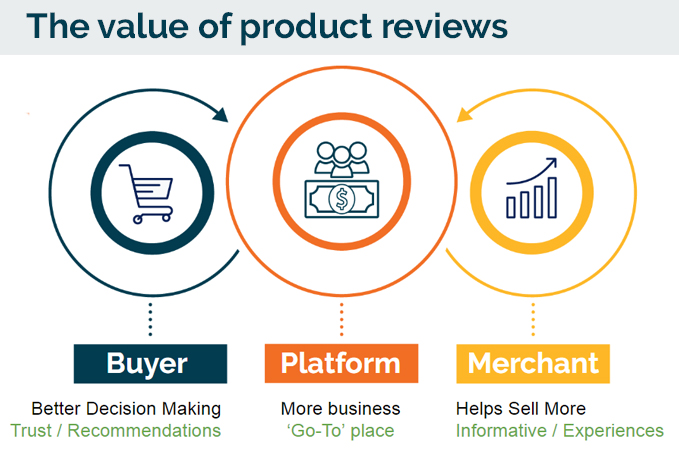 The value of product reviews
$
Buyer
Platform
Merchant
Better Decision Making
Trust / Recommendations
More business
‘Go-To’ place
Helps Sell More
Informative / Experiences